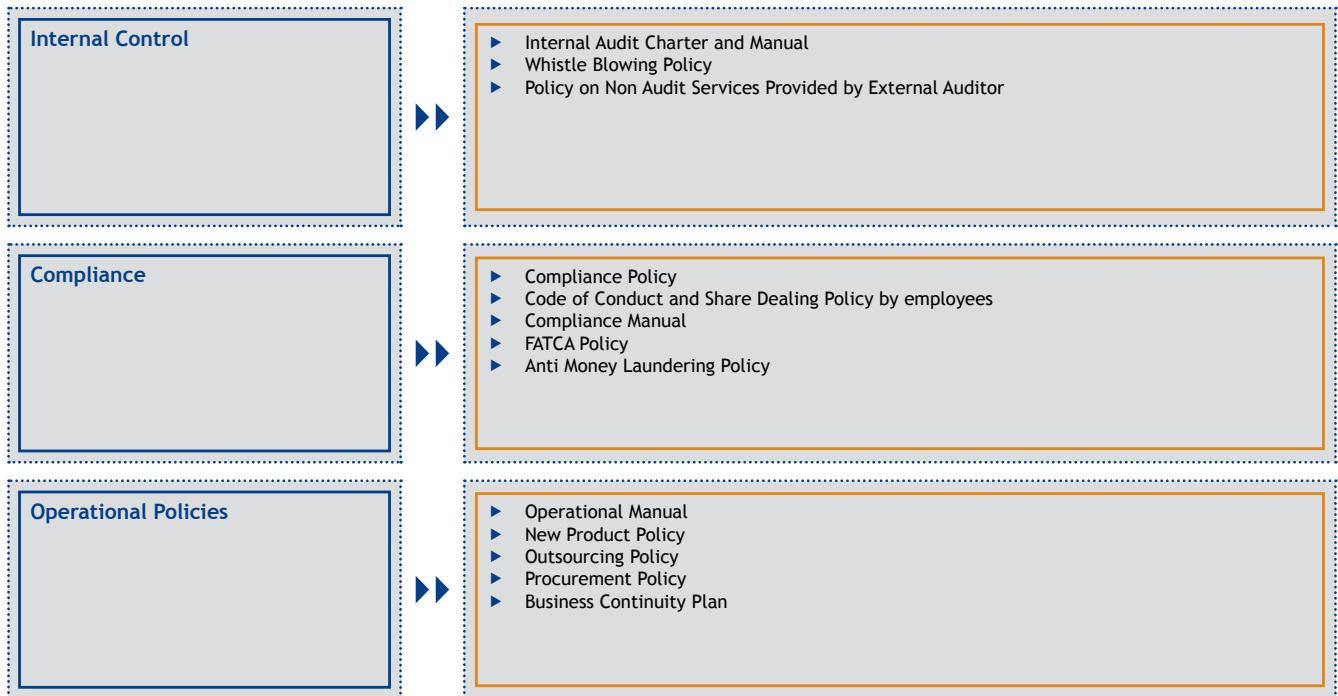 Internal Control
Internal Audit Charter and Manual
Whistle Blowing Policy
Policy on Non Audit Services Provided by External Auditor
Compliance
Compliance Policy
Code of Conduct and Share Dealing Policy by employees
Compliance Manual
FATCA Policy
Anti Money Laundering Policy
Operational Policies
Operational Manual
New Product Policy
Outsourcing Policy
Procurement Policy
Business Continuity Plan